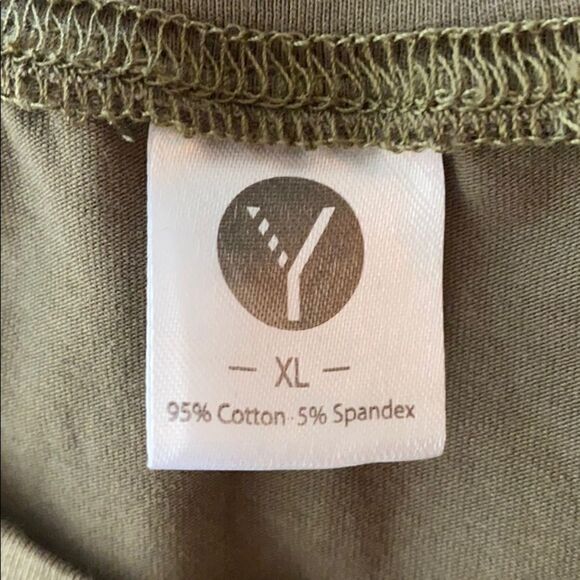 Y
— XL —
95% Cotton · 5% Spandex